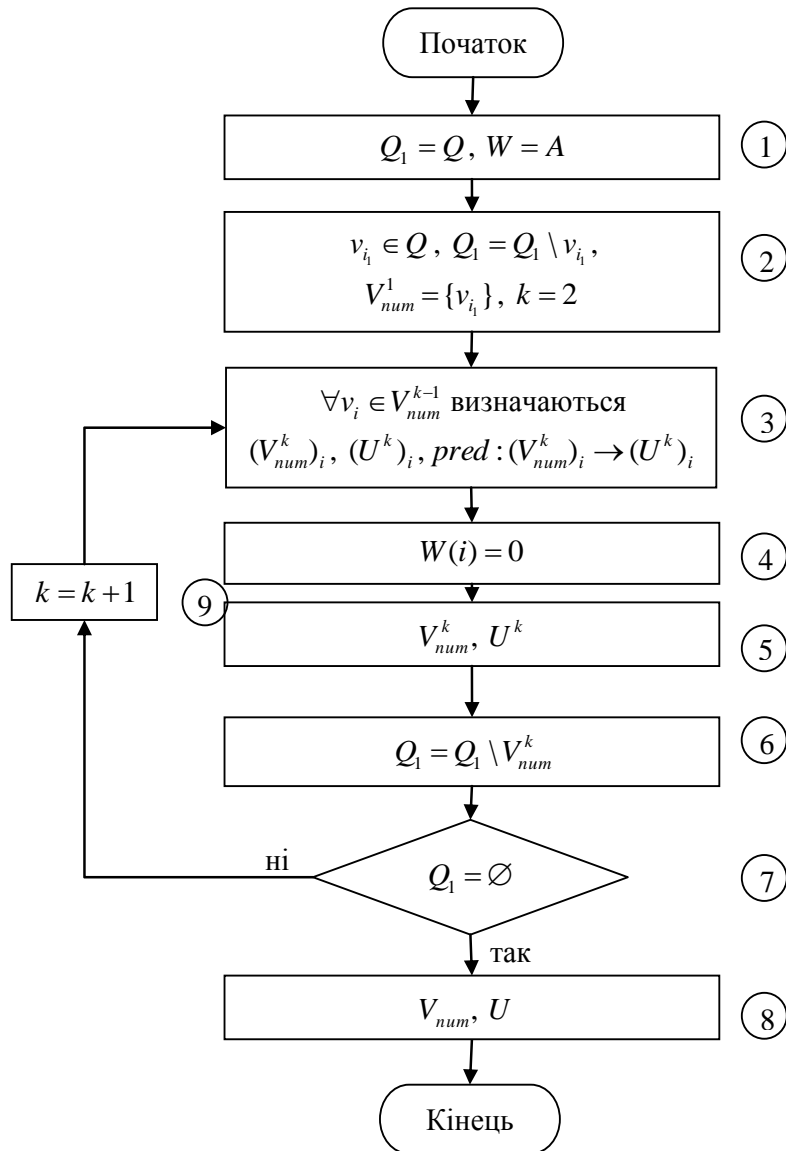 Початок
Q₁ = Q, W = A
1
v_{i₁} ∈ Q, Q₁ = Q₁ \ v_{i₁},
V¹_{num} = {v_{i₁}}, k = 2
2
∀v_i ∈ V^{k−1}_{num} визначаються
(V^k_{num})_i, (U^k)_i, pred : (V^k_{num})_i → (U^k)_i
3
W(i) = 0
4
k = k + 1
9
V^k_{num}, U^k
5
Q₁ = Q₁ \ V^k_{num}
6
ні
Q₁ = ∅
7
так
V_{num}, U
8
Кінець